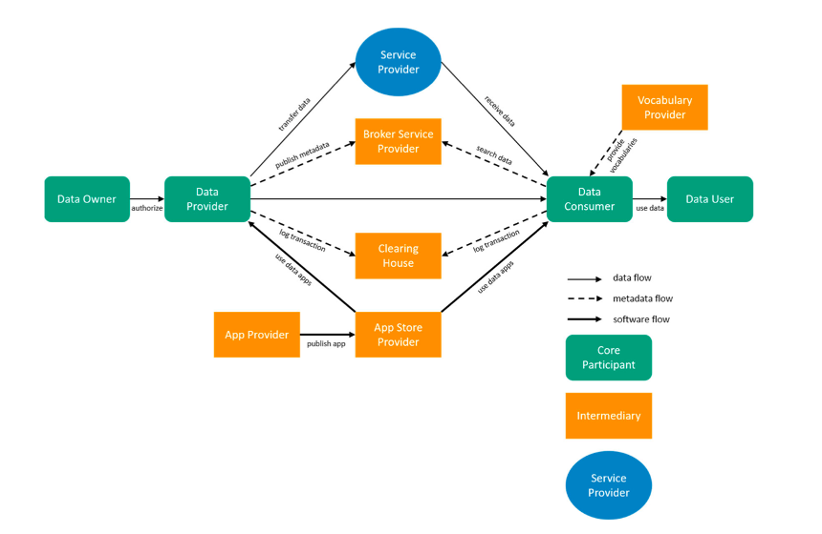 Service
Provider
Vocabulary
Provider
transfer data
receive data
Broker Service
Provider
publish metadata
search data
provide
vocabularies
Data Owner
authorize
Data
Provider
Data
Consumer
use data
Data User
log transaction
Clearing
House
log transaction
use data apps
use data apps
data flow
metadata flow
software flow
App Provider
publish app
App Store
Provider
Core
Participant
Intermediary
Service
Provider